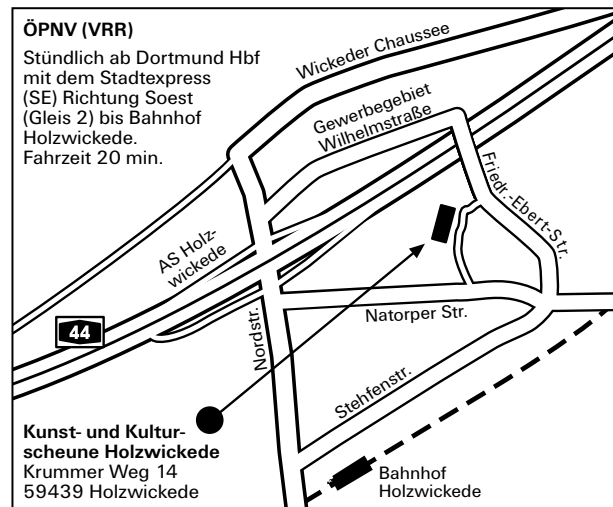 ÖPNV (VRR)
Stündlich ab Dortmund Hbf
mit dem Stadtexpress
(SE) Richtung Soest
(Gleis 2) bis Bahnhof
Holzwickede.
Fahrzeit 20 min.
Wickeder Chaussee
Gewerbegebiet
Wilhelmstraße
Friedr.-Ebert-Str.
AS Holz-
wickede
44
Nordstr.
Natorper Str.
Stehfenstr.
Kunst- und Kultur-
scheune Holzwickede
Krummer Weg 14
59439 Holzwickede
Bahnhof
Holzwickede